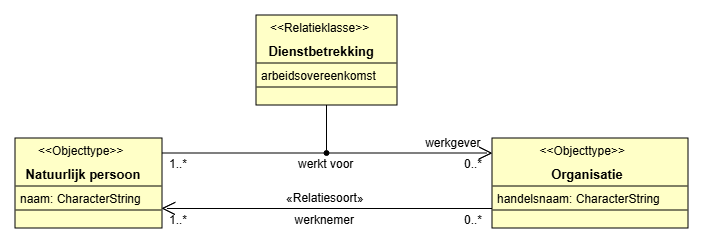 <<Relatieklasse>>
Dienstbetrekking
arbeidsovereenkomst
<<Objecttype>>
Natuurlijk persoon
naam: CharacterString
werkgever
1..*
werkt voor
0..*
<<Objecttype>>
Organisatie
handelsnaam: CharacterString
«Relatiesoort»
1..*
werknemer
0..*